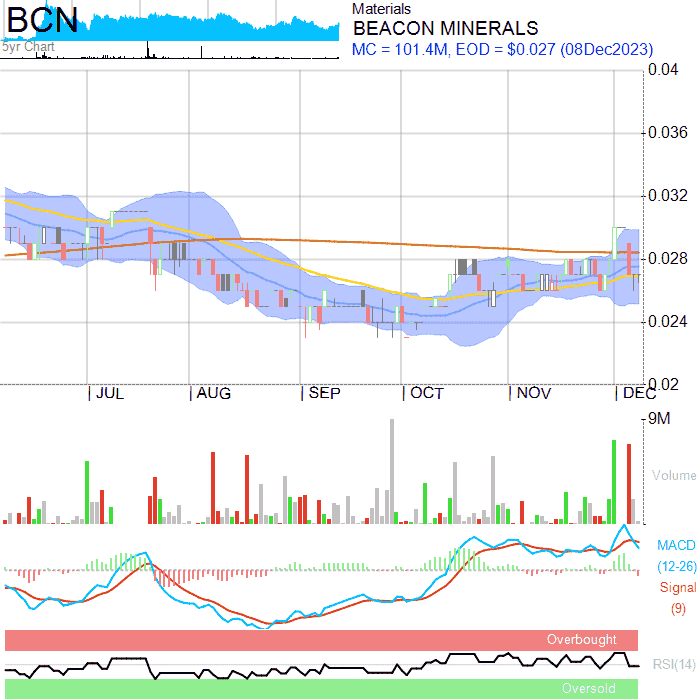 BCN
5yr Chart
Materials
BEACON MINERALS
MC = 101.4M, EOD = $0.027 (08Dec2023)
0.04
0.036
0.032
0.028
0.024
0.02
JUL AUG SEP OCT NOV DEC
9M
Volume
MACD
(12-26)
Signal
(9)
Overbought
RSI(14)
Oversold